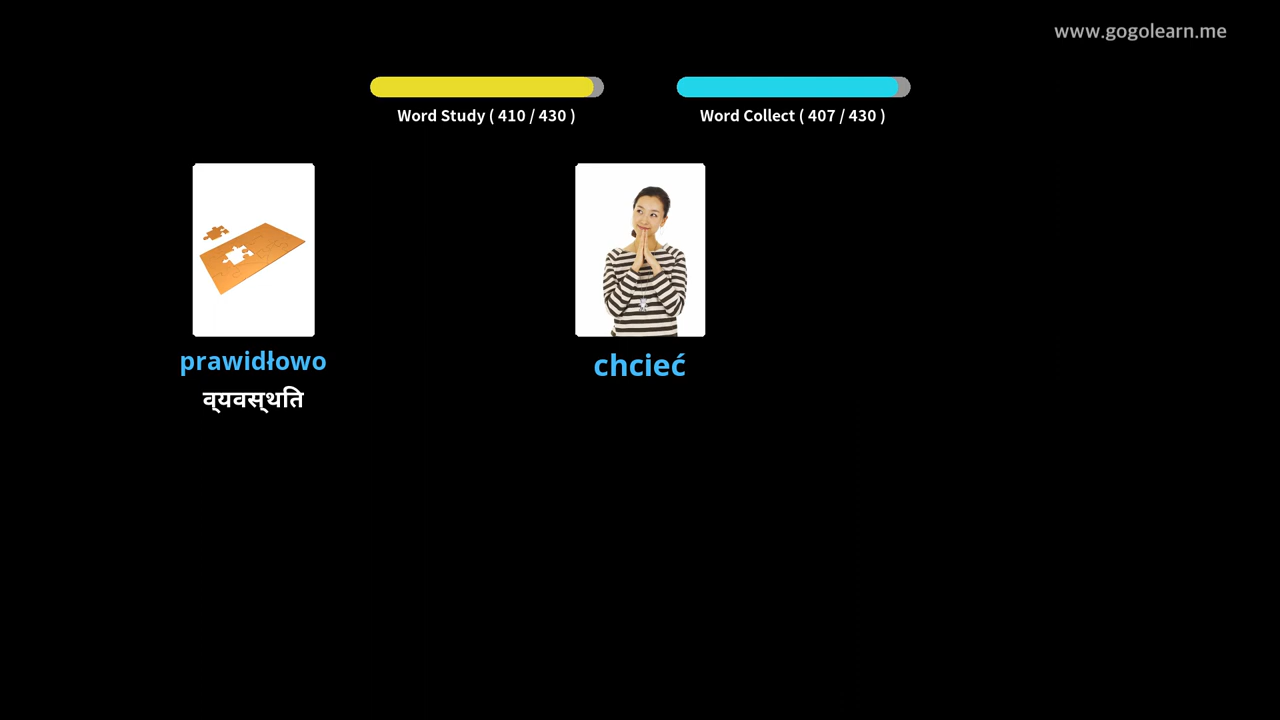 www.gogolearn.me
Word Study ( 410 / 430 )
Word Collect ( 407 / 430 )
prawidłowo
chcieć
व्यवस्थति